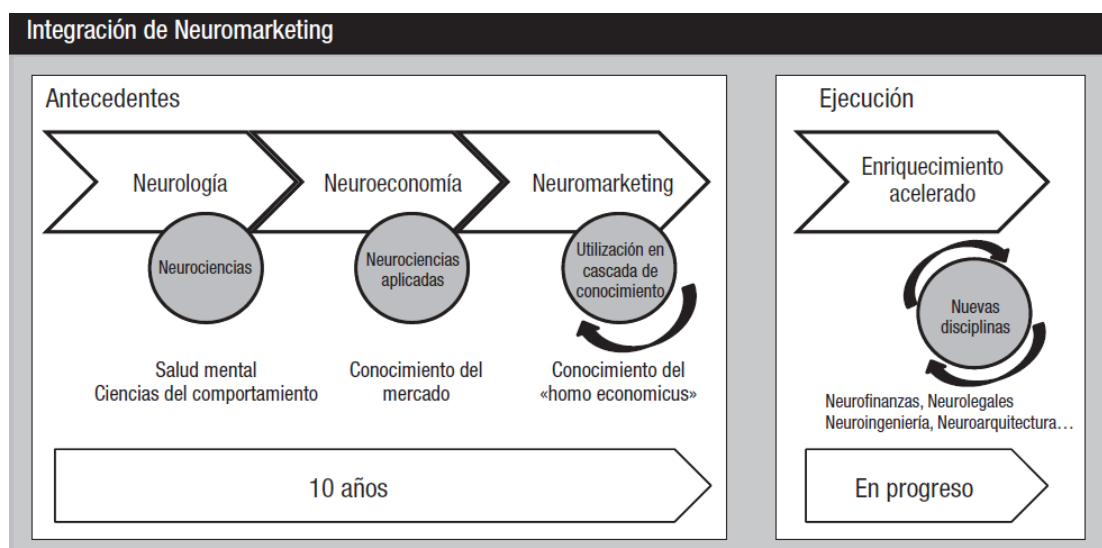 Integración de Neuromarketing
Antecedentes
Neurología
Neuroeconomía
Neuromarketing
Neurociencias
Neurociencias
aplicadas
Utilización en
cascada de
conocimiento
Salud mental
Ciencias del comportamiento
Conocimiento del
mercado
Conocimiento del
«homo economicus»
10 años
Ejecución
Enriquecimiento
acelerado
Nuevas
disciplinas
Neurofinanzas, Neurolegales
Neuroingeniería, Neuroarquitectura…
En progreso